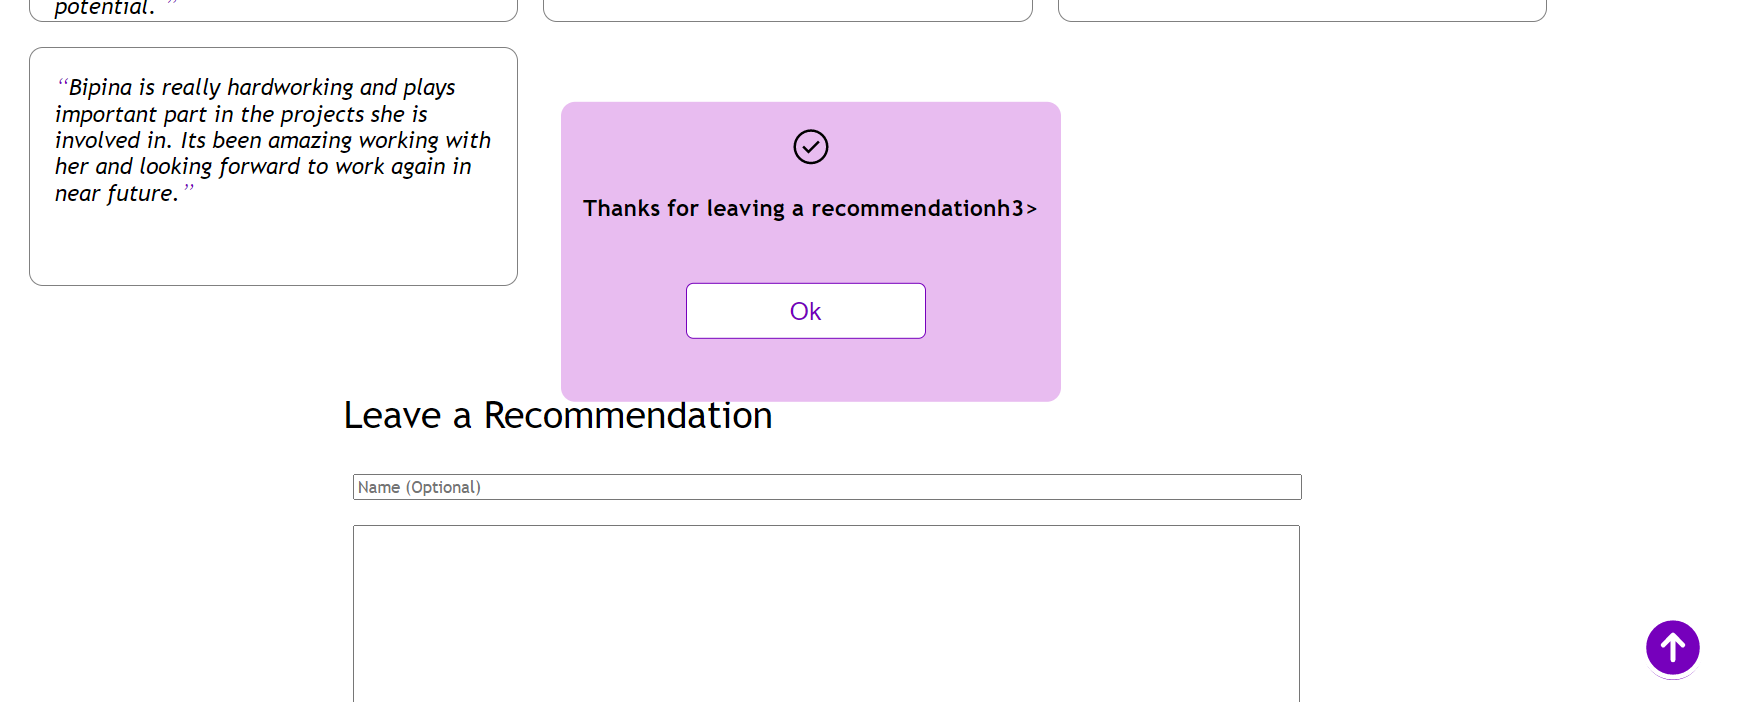 potential. ”
“Bipina is really hardworking and plays
important part in the projects she is
involved in. Its been amazing working with
her and looking forward to work again in
near future.”
Thanks for leaving a recommendationh3>
Ok
Leave a Recommendation
Name (Optional)